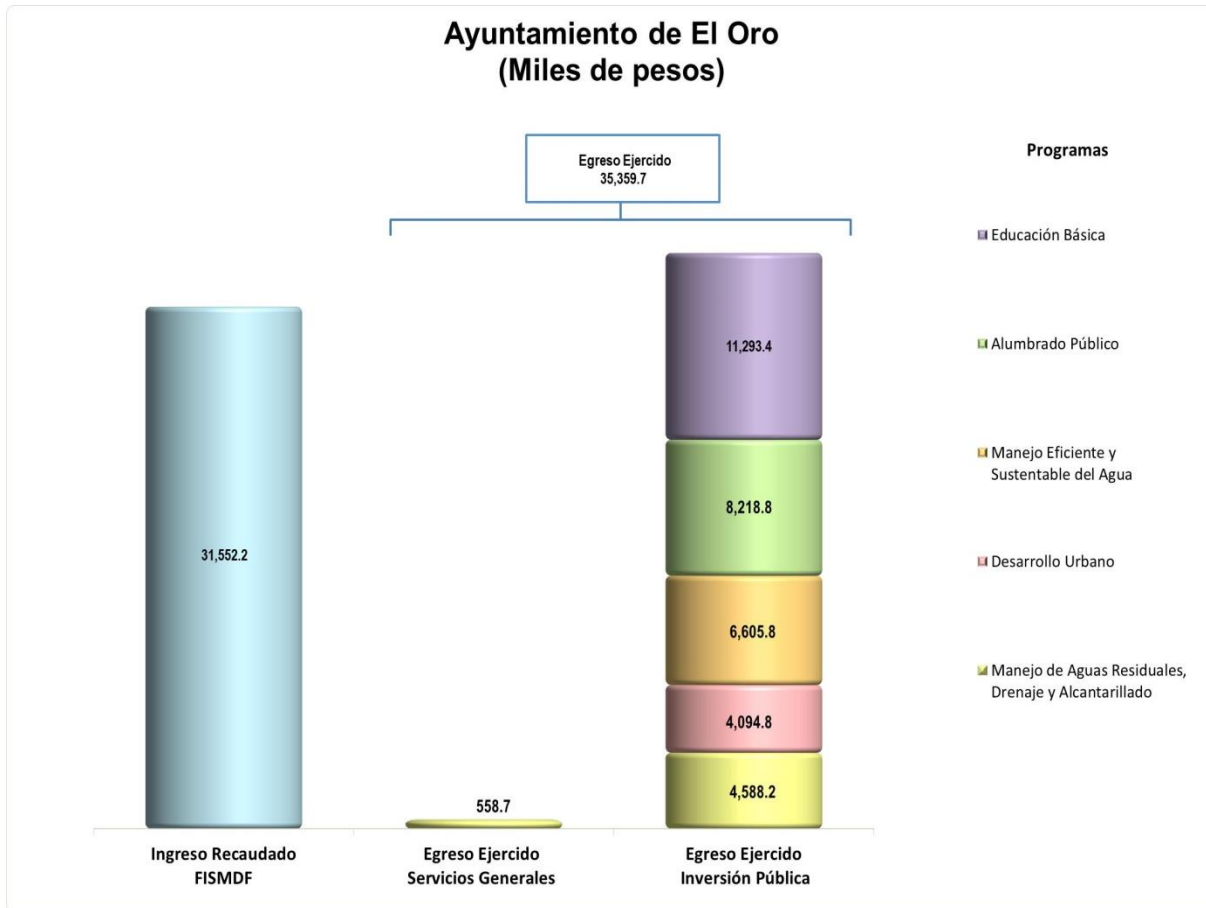 Ayuntamiento de El Oro
(Miles de pesos)
Egreso Ejercido
35,359.7
Programas
Educación Básica
Alumbrado Público
Manejo Eficiente y
Sustentable del Agua
Desarrollo Urbano
Manejo de Aguas Residuales,
Drenaje y Alcantarillado
31,552.2
558.7
11,293.4
8,218.8
6,605.8
4,094.8
4,588.2
Ingreso Recaudado
FISMDF
Egreso Ejercido
Servicios Generales
Egreso Ejercido
Inversión Pública